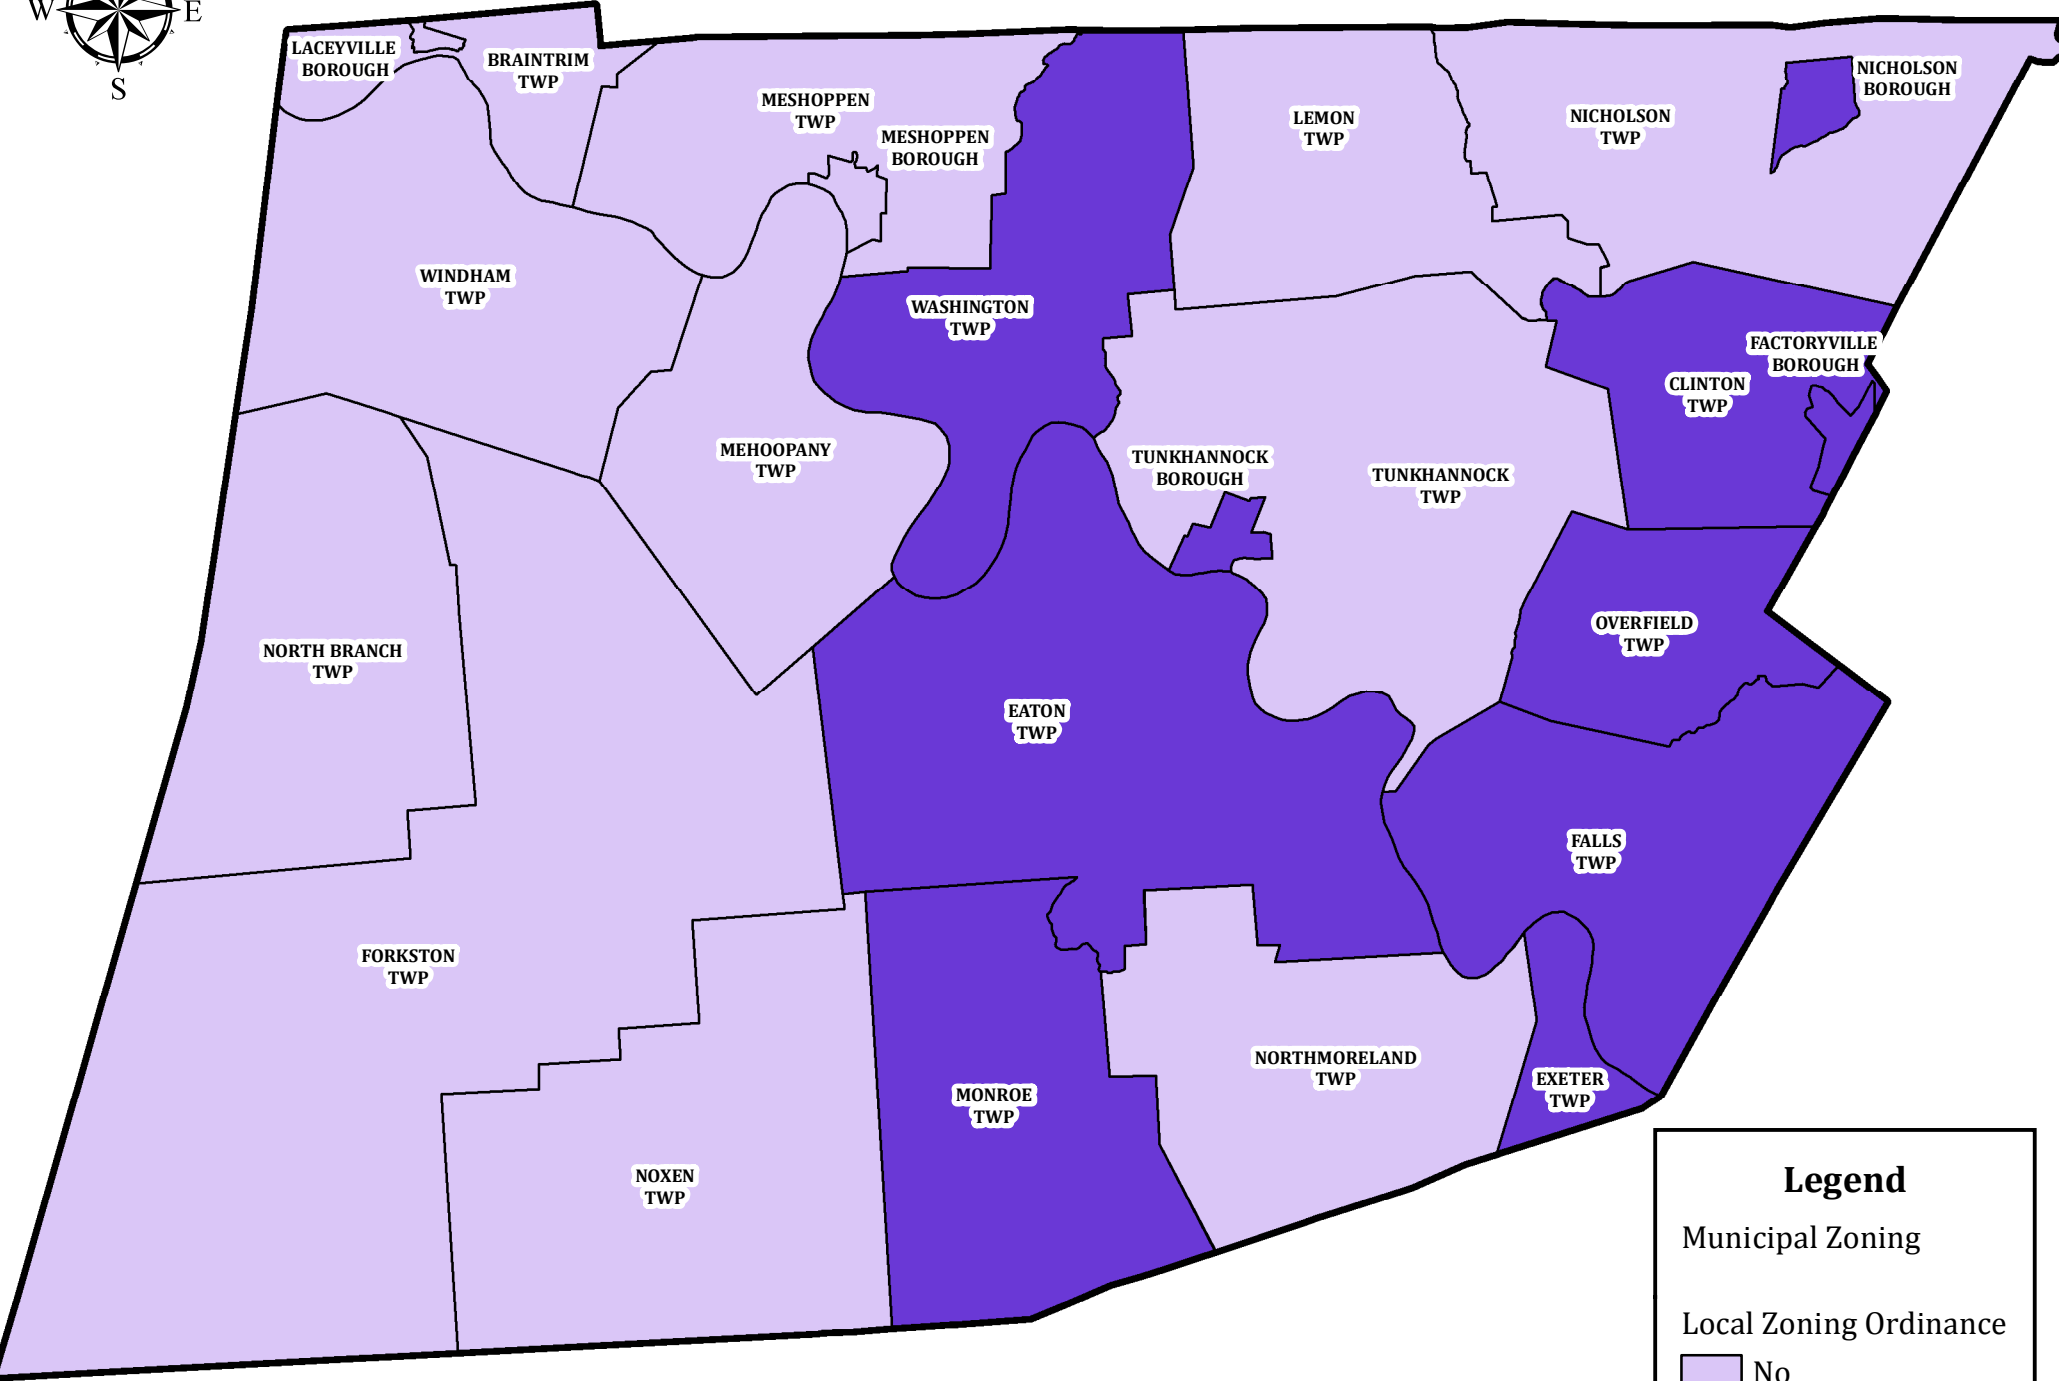 W
E
S
LACEYVILLE
BOROUGH
BRAINTRIM
TWP
MESHOPPEN
TWP
MESHOPPEN
BOROUGH
LEMON
TWP
NICHOLSON
TWP
NICHOLSON
BOROUGH
WINDHAM
TWP
WASHINGTON
TWP
FACTORYVILLE
BOROUGH
CLINTON
TWP
MEHOOPANY
TWP
TUNKHANNOCK
BOROUGH
TUNKHANNOCK
TWP
NORTH BRANCH
TWP
OVERFIELD
TWP
EATON
TWP
FALLS
TWP
FORKSTON
TWP
NORTHMORELAND
TWP
EXETER
TWP
MONROE
TWP
NOXEN
TWP
Legend
Municipal Zoning
Local Zoning Ordinance
No